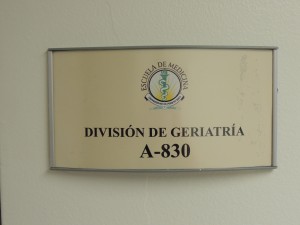 ESCUELA DE MEDICINA
DIVISIÓN DE GERIATRÍA
A-830